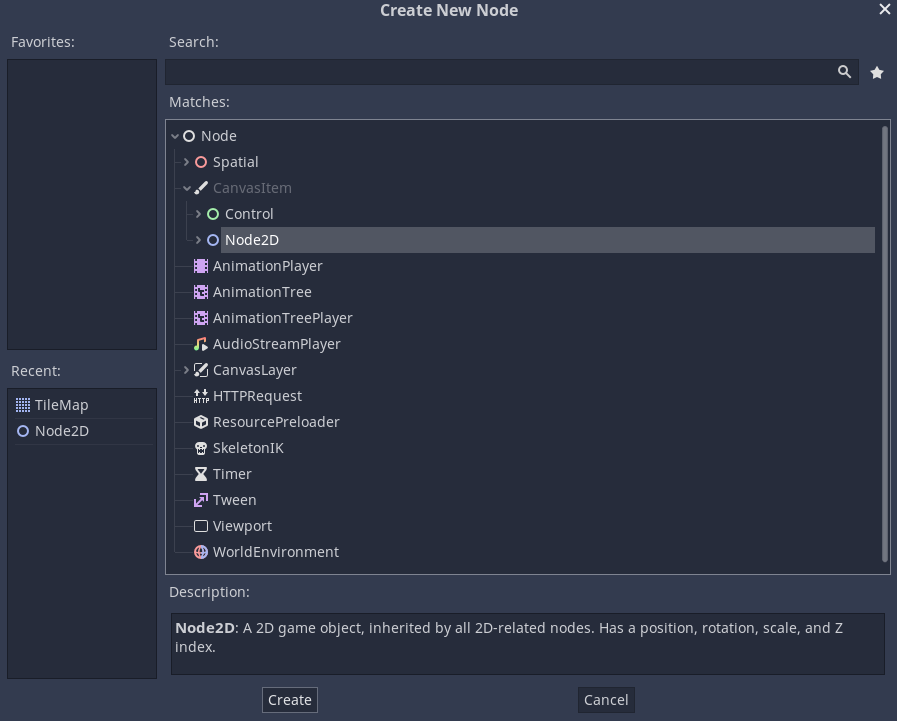 Create New Node
Favorites:
Search:
Matches:
Node
Spatial
CanvasItem
Control
Node2D
AnimationPlayer
AnimationTree
AnimationTreePlayer
AudioStreamPlayer
CanvasLayer
HTTP
HTTPRequest
ResourcePreloader
SkeletonIK
Timer
Tween
Viewport
WorldEnvironment
Recent:
TileMap
Node2D
Description:
Node2D: A 2D game object, inherited by all 2D-related nodes. Has a position, rotation, scale, and Z
index.
Create
Cancel